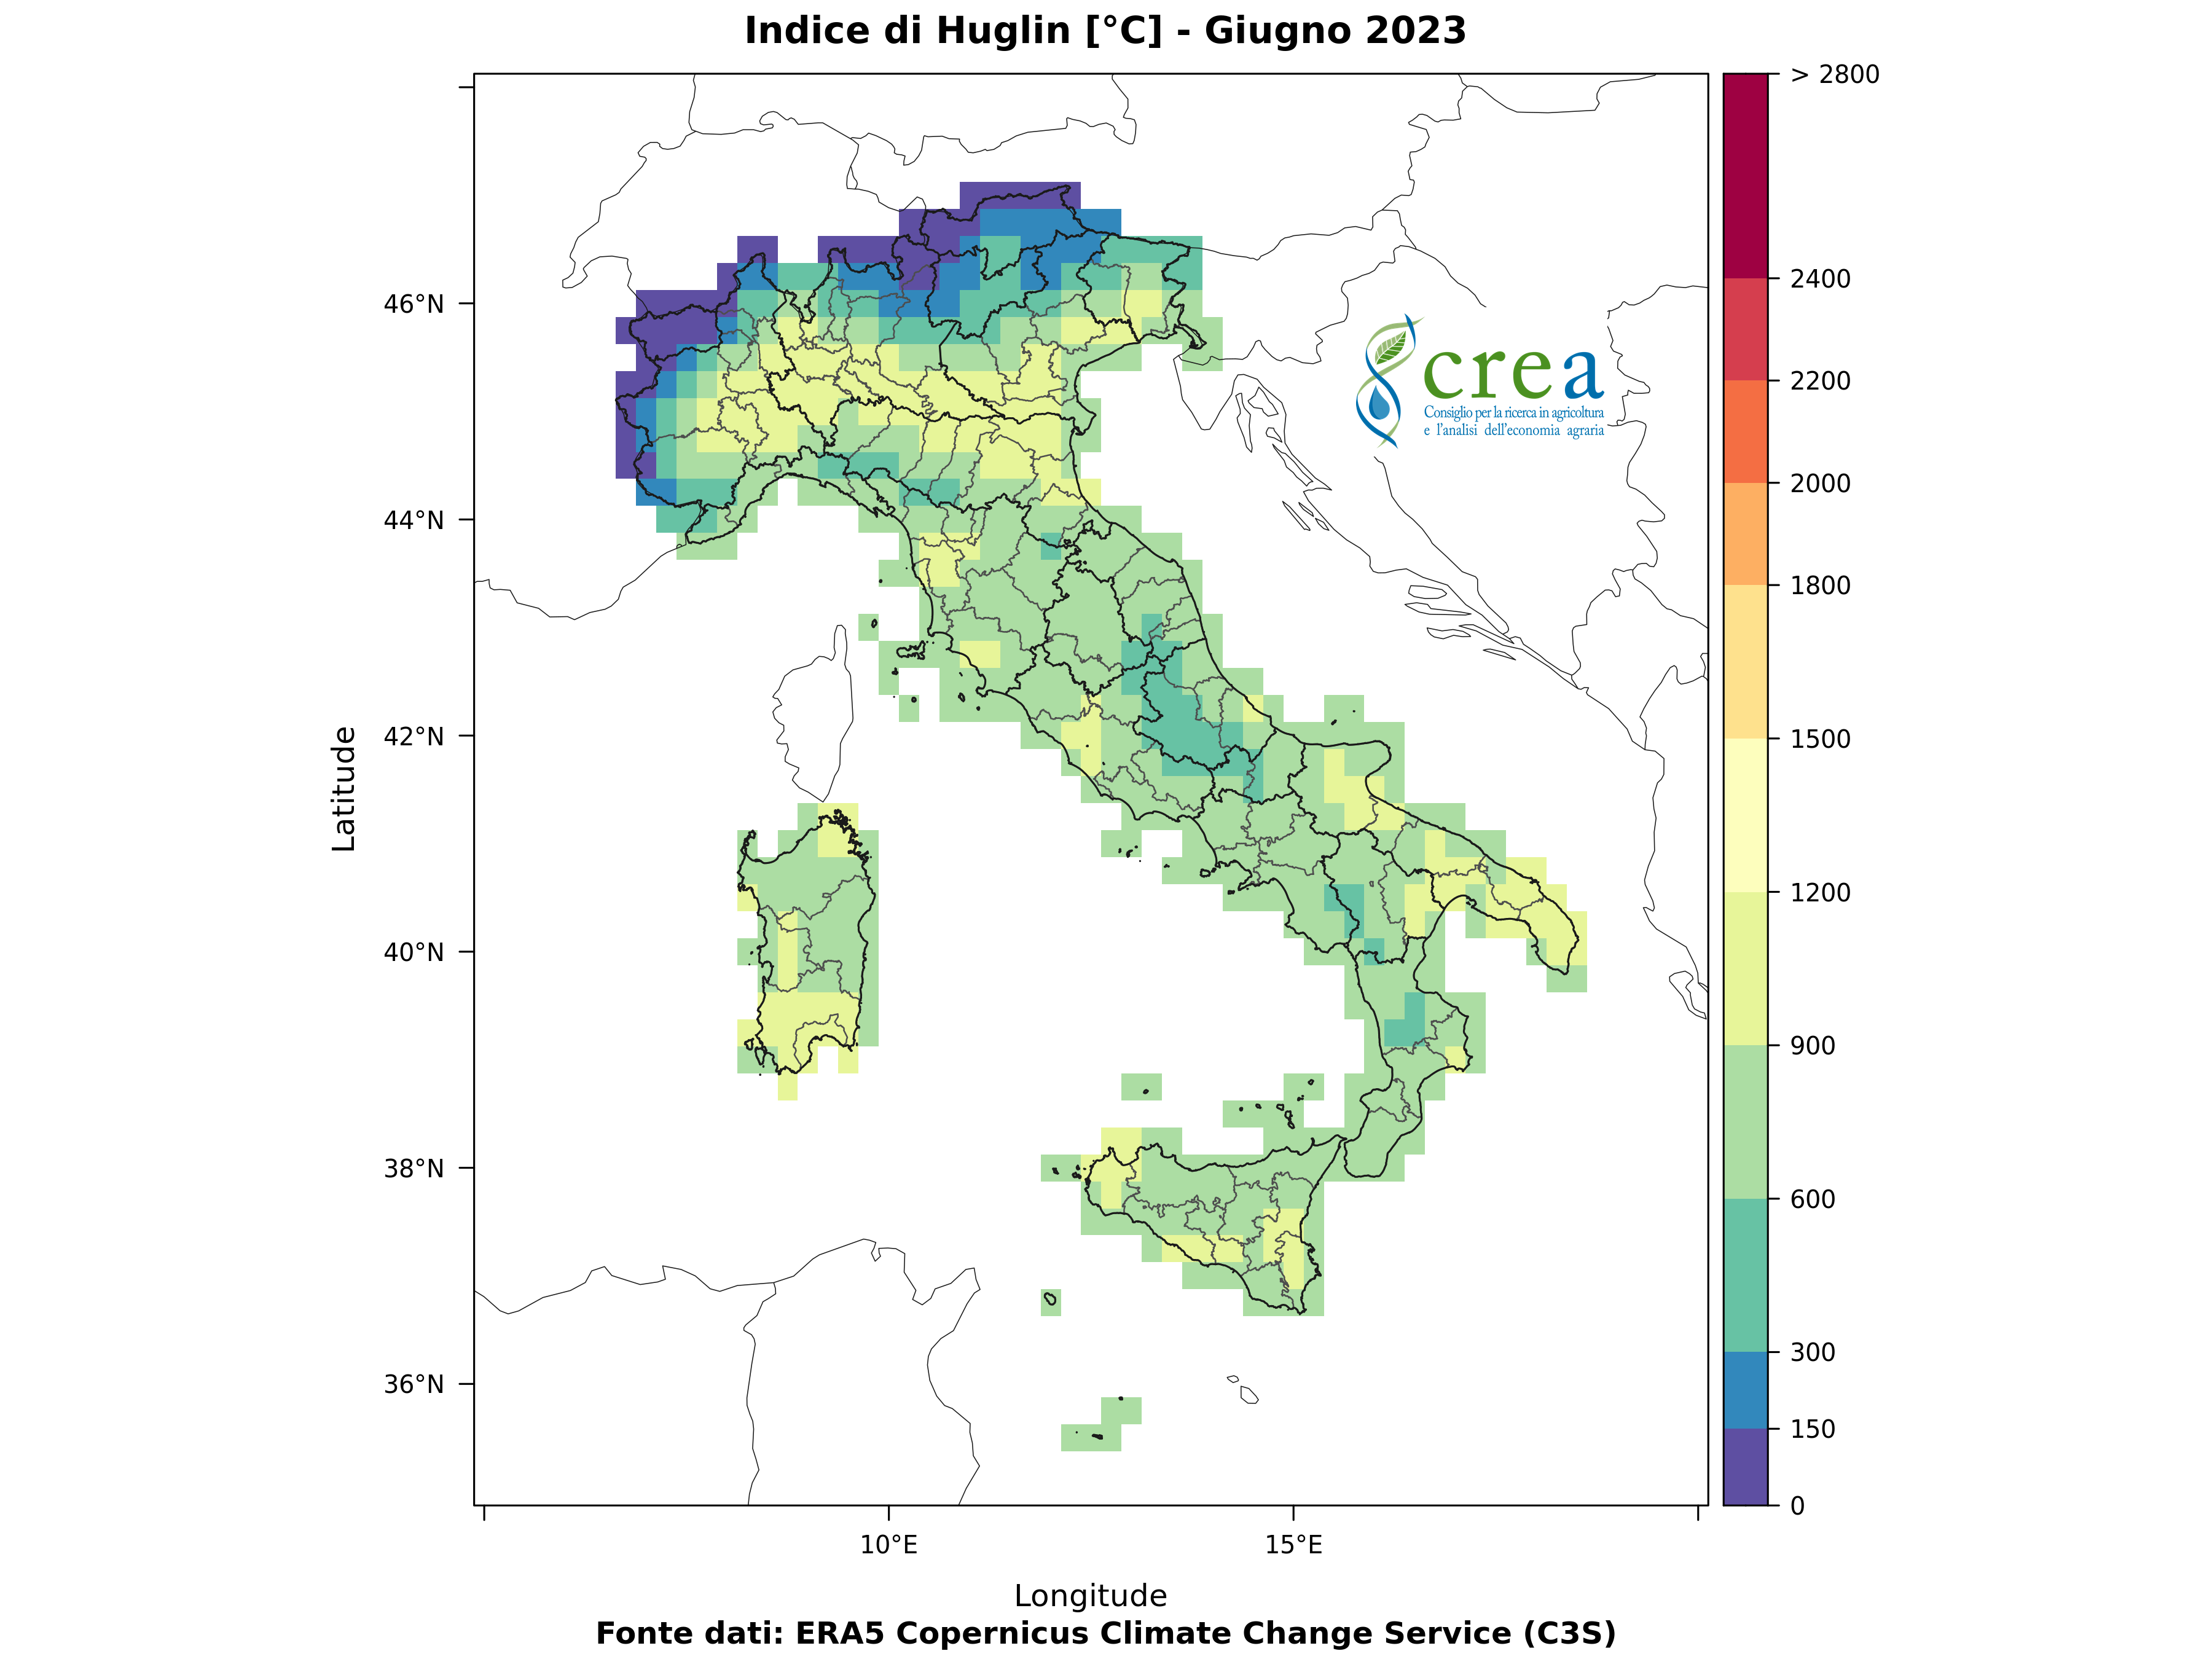 Indice di Huglin [°C] - Giugno 2023
> 2800
2400
2200
2000
1800
1500
1200
900
600
300
150
0
46°N
44°N
42°N
40°N
38°N
36°N
Latitude
crea
Consiglio per la ricerca in agricoltura
e l'analisi dell'economia agraria
10°E
15°E
Longitude
Fonte dati: ERA5 Copernicus Climate Change Service (C3S)